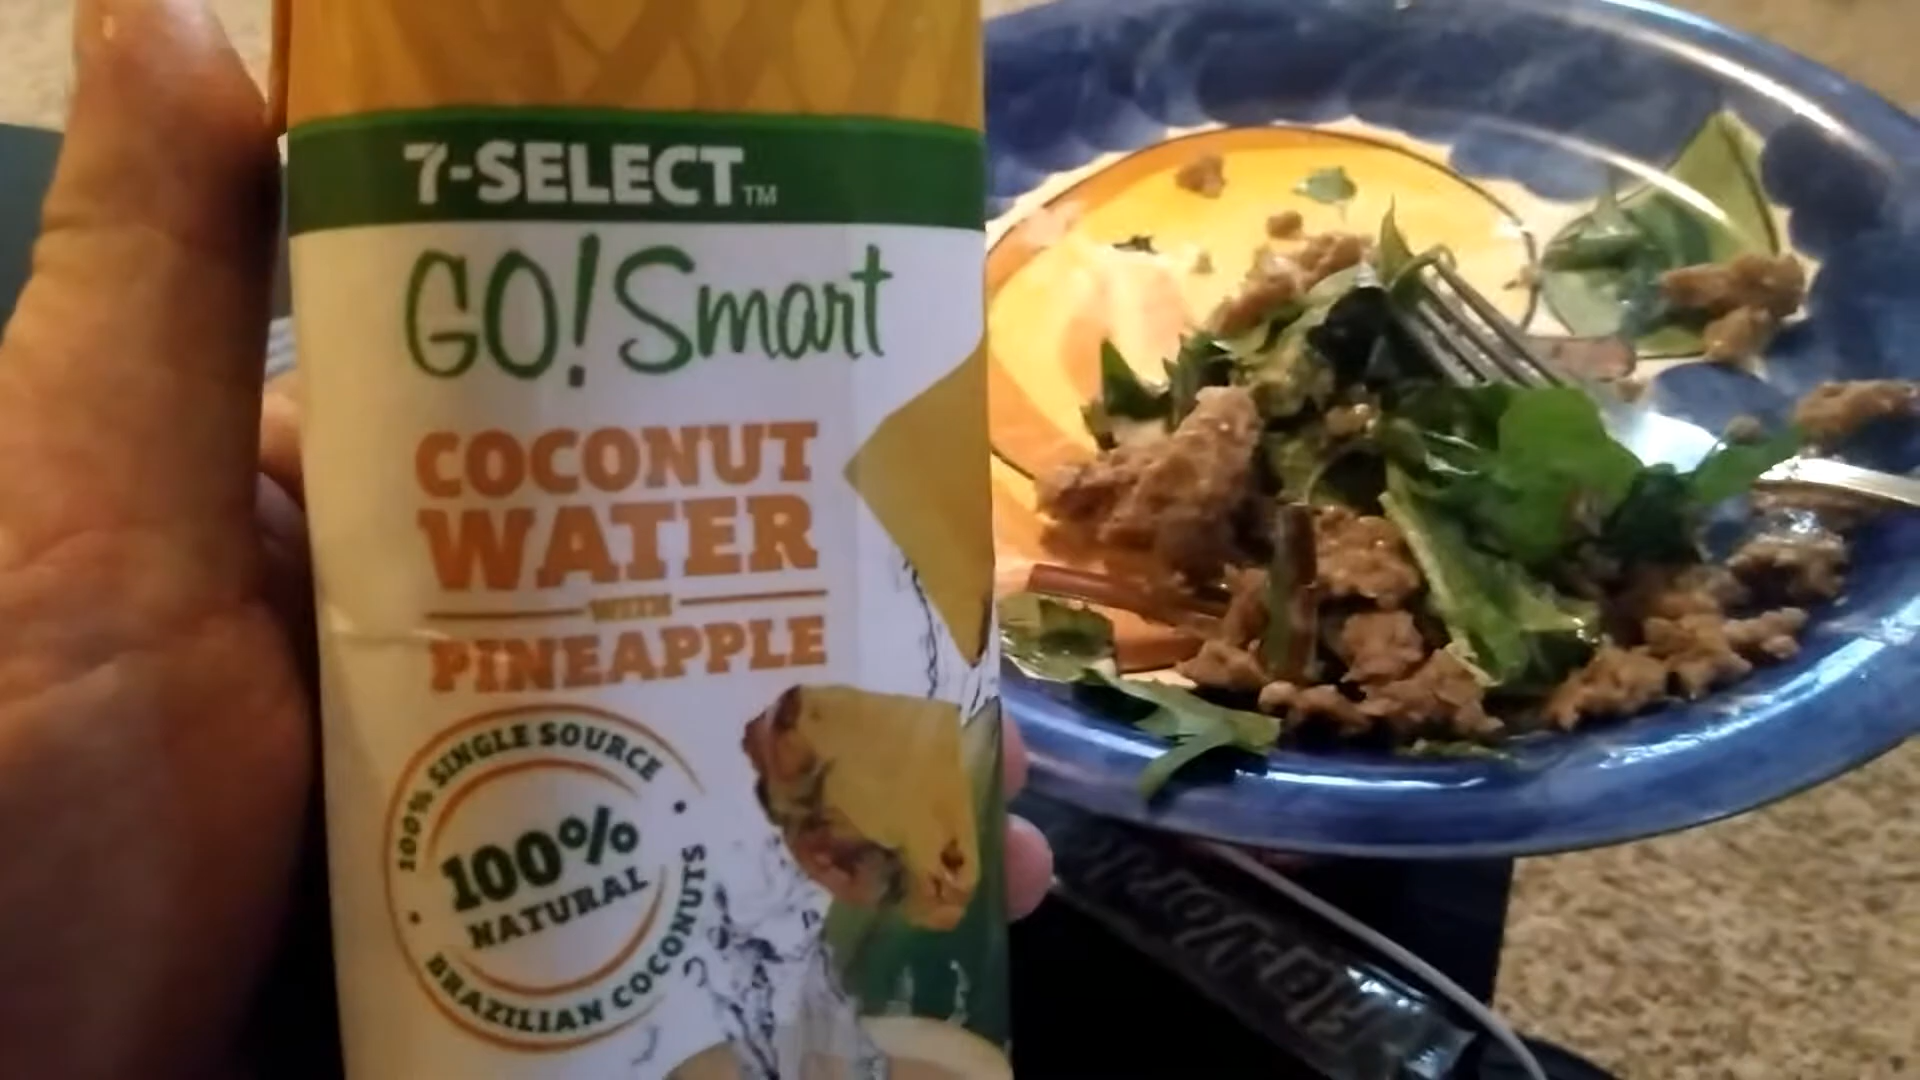 7-SELECT™
GO! Smart
COCONUT
WATER
WITH
PINEAPPLE
100% SINGLE SOURCE
100%
NATURAL
BRAZILIAN COCONUTS